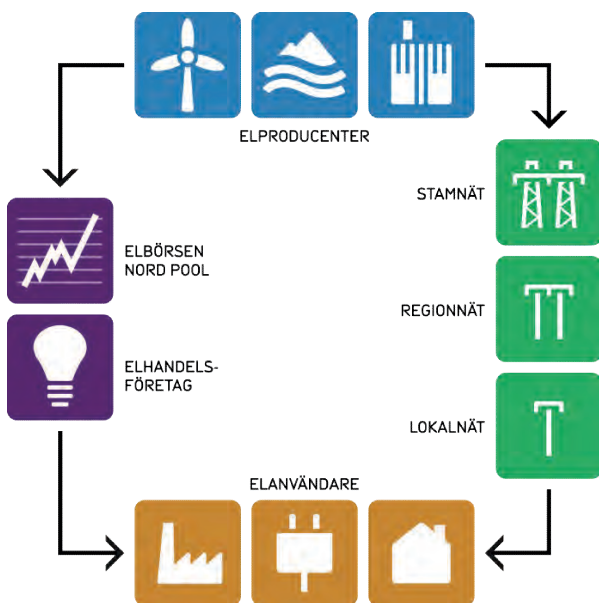 ELPRODUCENTER
STAMNÄT
ELBÖRSEN
NORD POOL
REGIONNÄT
ELHANDELS-
FÖRETAG
LOKALNÄT
ELANVÄNDARE